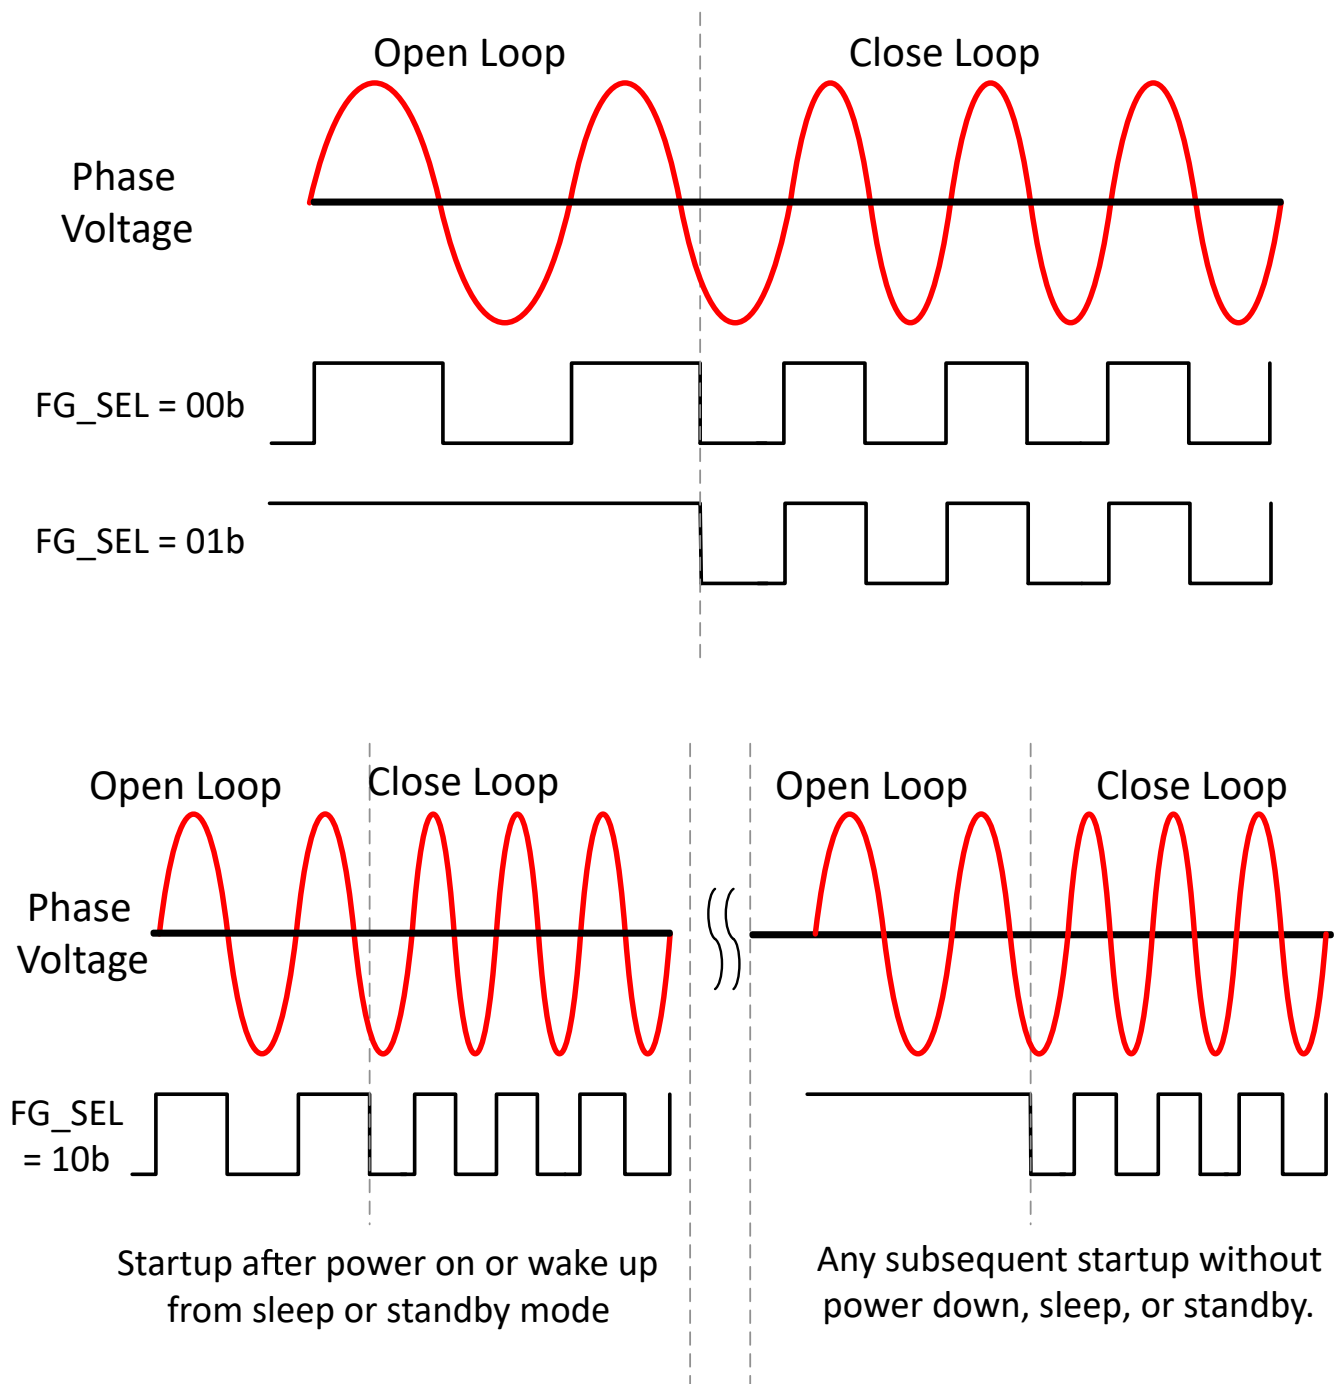 Open Loop
Close Loop
Phase
Voltage
FG_SEL = 00b
FG_SEL = 01b
Open Loop
Close Loop
Open Loop
Close Loop
Phase
Voltage
FG_SEL
= 10b
Startup after power on or wake up
from sleep or standby mode
Any subsequent startup without
power down, sleep, or standby.